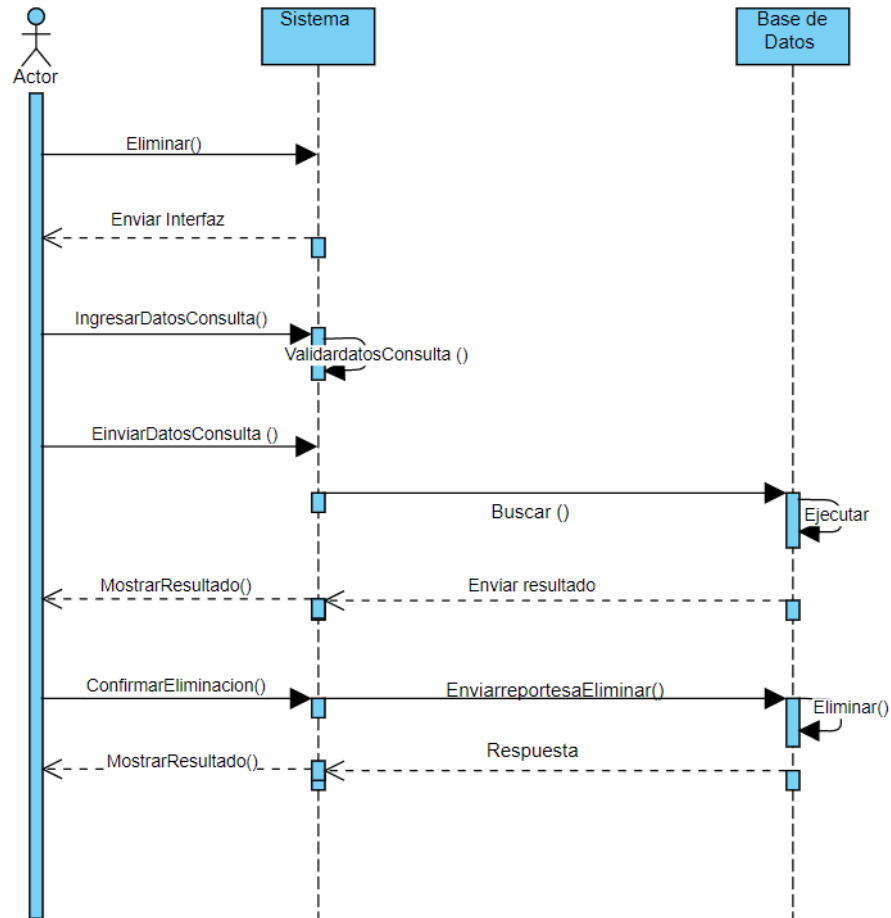 Sistema
Base de
Datos
Actor
Eliminar()
Enviar Interfaz
IngresarDatosConsulta()
ValidardatosConsulta ()
EinviarDatosConsulta ()
Buscar ()
Ejecutar
MostrarResultado()
Enviar resultado
ConfirmarEliminacion()
EnviarreportesaEliminar()
Eliminar()
MostrarResultado()
Respuesta